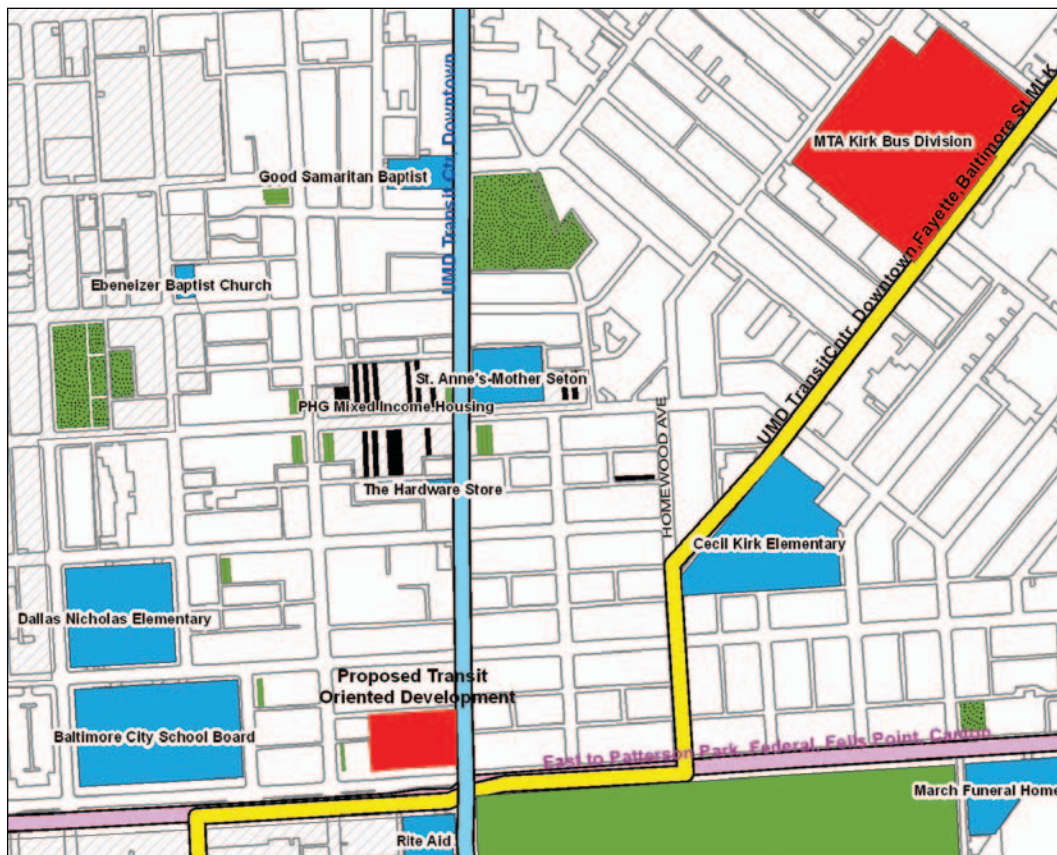 MTA Kirk Bus Division
UMD Transit Ctr, Downtown
Good Samaritan Baptist
Ebeneizer Baptist Church
UMD TransitCntr, Downtown,Fayette,Baltimore St,MLK
St. Anne's-Mother Seton
PHG Mixed Income Housing
HOMEWOOD AVE
The Hardware Store
Cecil Kirk Elementary
Dallas Nicholas Elementary
Proposed Transit
Oriented Development
Baltimore City School Board
East to Patterson Park, Federal, Fells Point, Canton
March Funeral Home
Rite Aid